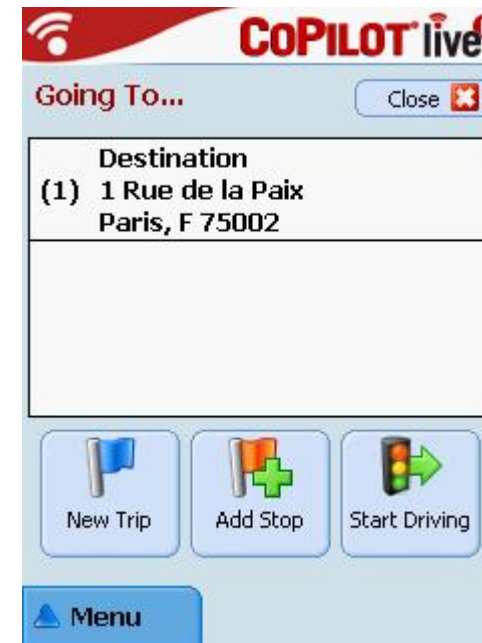 CoPILOT live
Going To...
Close
Destination
(1) 1 Rue de la Paix
Paris, F 75002
New Trip
Add Stop
Start Driving
Menu